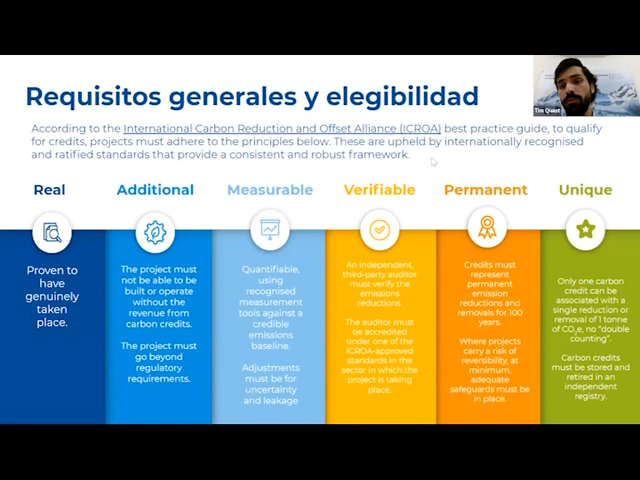 Requisitos generales y elegibilidad
According to the International Carbon Reduction and Offset Alliance (ICROA) best practice guide, to qualify
for credits, projects must adhere to the principles below. These are upheld by internationally recognised
and ratified standards that provide a consistent and robust framework.
Tim Quast
Real
Proven to
have
genuinely
taken
place.
Additional
The project must
not be able to be
built or operate
without the
revenue from
carbon credits.
The project must
go beyond
regulatory
requirements.
Measurable
Quantifiable,
using
recognised
measurement
tools against a
credible
emissions
baseline.
Adjustments
must be for
uncertainty
and leakage
Verifiable
An independent,
third-party auditor
must verify the
emissions
reductions.
The auditor must
be accredited
under one of the
ICROA-approved
standards in the
sector in which the
project is taking
place.
Permanent
Credits must
represent
permanent
emission
reductions and
removals for 100
years.
Where projects
carry a risk of
reversibility, at
minimum,
adequate
safeguards must be
in place.
Unique
Only one carbon
credit can be
associated with a
single reduction or
removal of 1 tonne
of CO₂e, no "double
counting".
Carbon credits
must be stored and
retired in an
independent
registry.